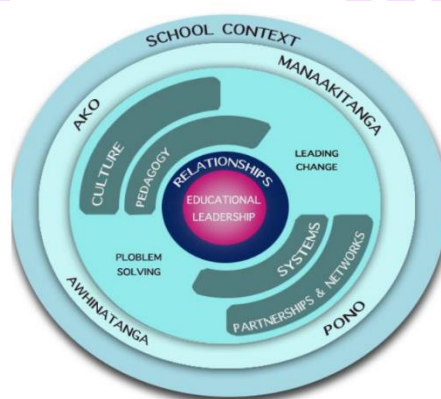 SCHOOL CONTEXT
AKO
MANAAKITANGA
CULTURE
PEDAGOGY
RELATIONSHIPS
EDUCATIONAL
LEADERSHIP
LEADING
CHANGE
PLOBLEM
SOLVING
SYSTEMS
PARTNERSHIPS & NETWORKS
AWHINATANGA
PONO